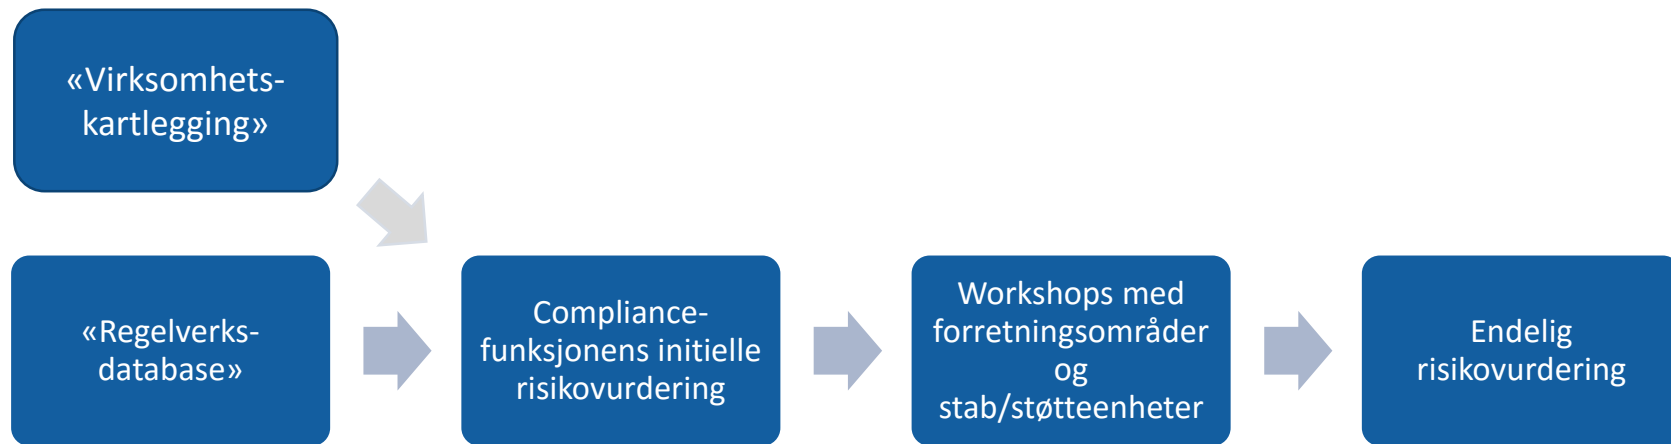 «Virksomhets-
kartlegging»
«Regelverks-
database»
Compliance-
funksjonens initielle
risikovurdering
Workshops med
forretningsområder
og
stab/støtteenheter
Endelig
risikovurdering